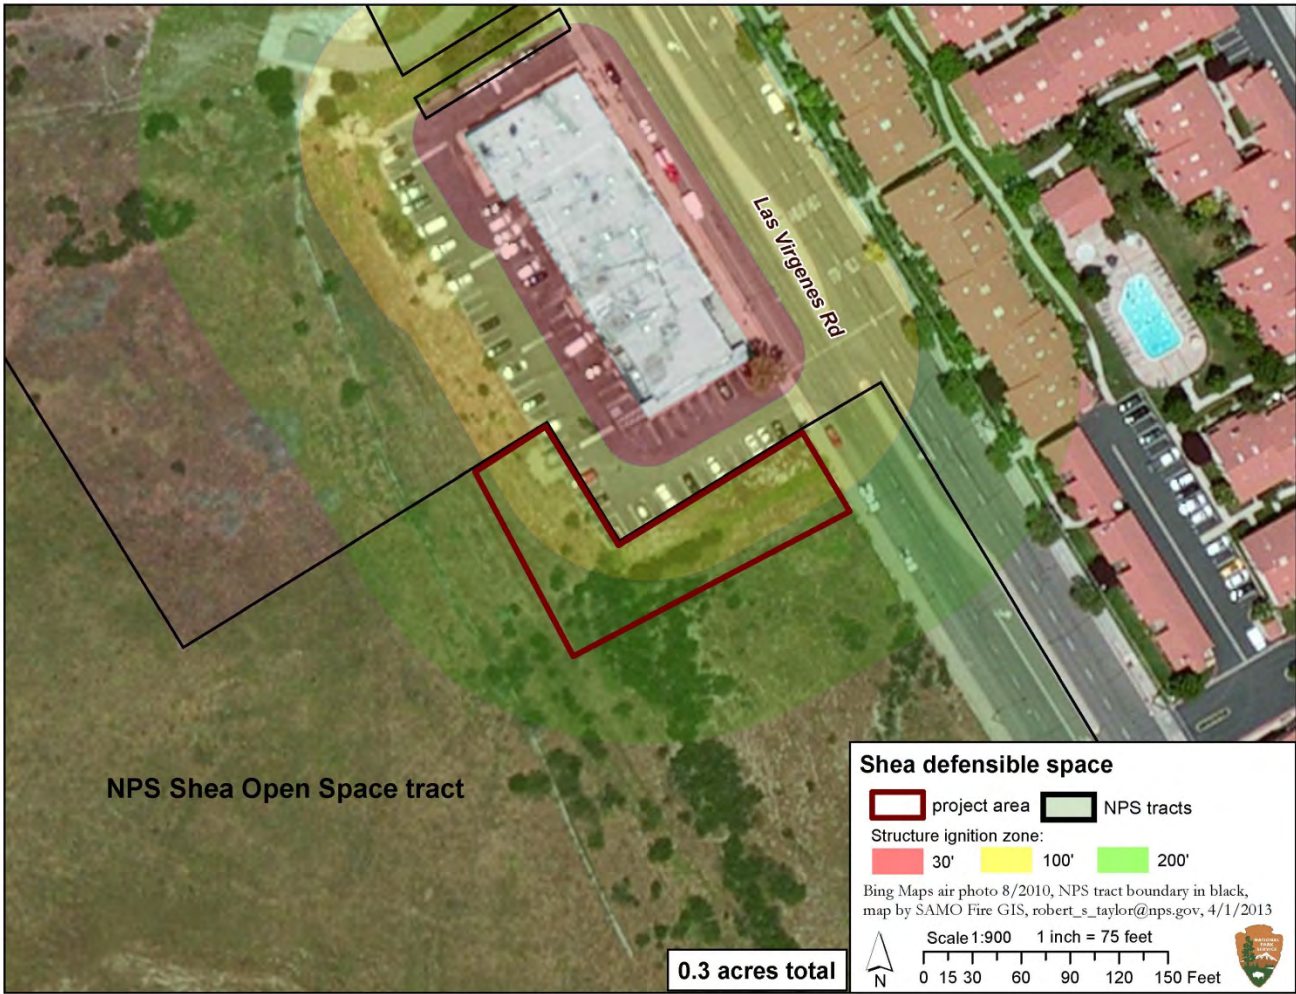 Las Virgenes Rd
NPS Shea Open Space tract
0.3 acres total
Shea defensible space
project area
NPS tracts
Structure ignition zone:
30'
100'
200'
Bing Maps air photo 8/2010, NPS tract boundary in black,
map by SAMO Fire GIS, robert_s_taylor@nps.gov, 4/1/2013
Scale 1:900 1 inch = 75 feet
N
0 15 30 60 90 120 150 Feet
NATIONAL
PARK
SERVICE